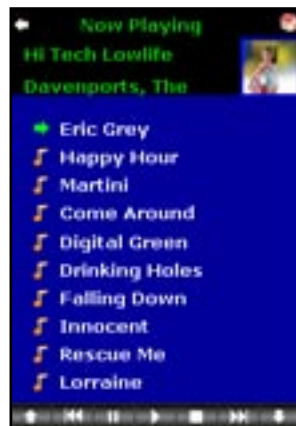 Now Playing
Hi Tech Lowlife
Davenports, The
Eric Grey
Happy Hour
Martini
Come Around
Digital Green
Drinking Holes
Falling Down
Innocent
Rescue Me
Lorraine